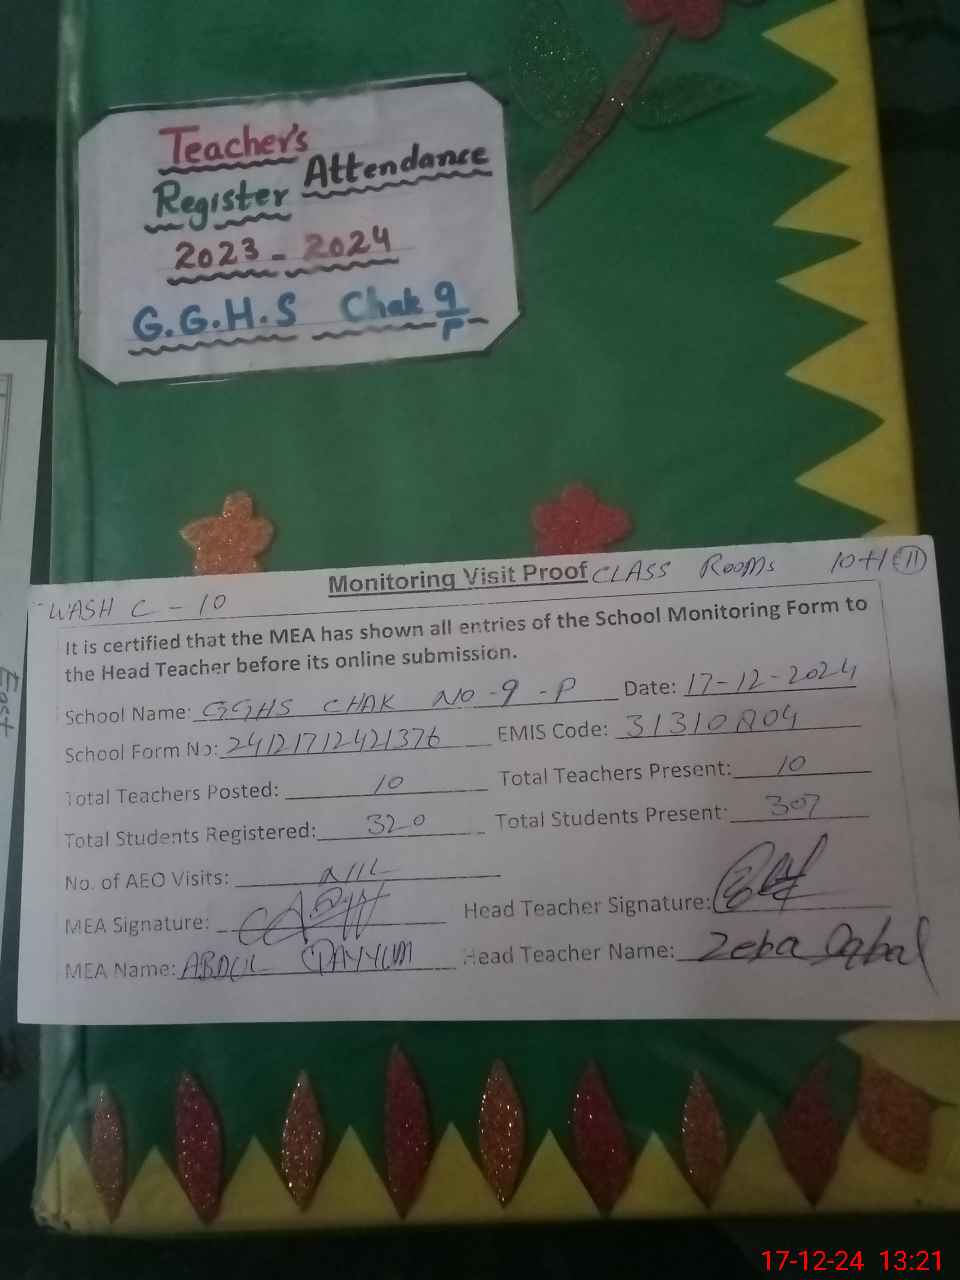 Teacher's
Register Attendance
2023 - 2024
G.G.H.S Chak 9/P
East
Monitoring Visit Proof CLASS ROOMS 10+1 (11)
WASH C - 10
It is certified that the MEA has shown all entries of the School Monitoring Form to
the Head Teacher before its online submission.
School Name: GGHS CHAK NO -9 -P Date: 17-12-2024
School Form No: 24121712421376 EMIS Code: 31310804
Total Teachers Posted: 10 Total Teachers Present: 10
Total Students Registered: 320 Total Students Present: 307
No. of AEO Visits: NIL
MEA Signature: Head Teacher Signature:
MEA Name: ABDUL QAYYUM Head Teacher Name: Zeba Iqbal
17-12-24 13:21